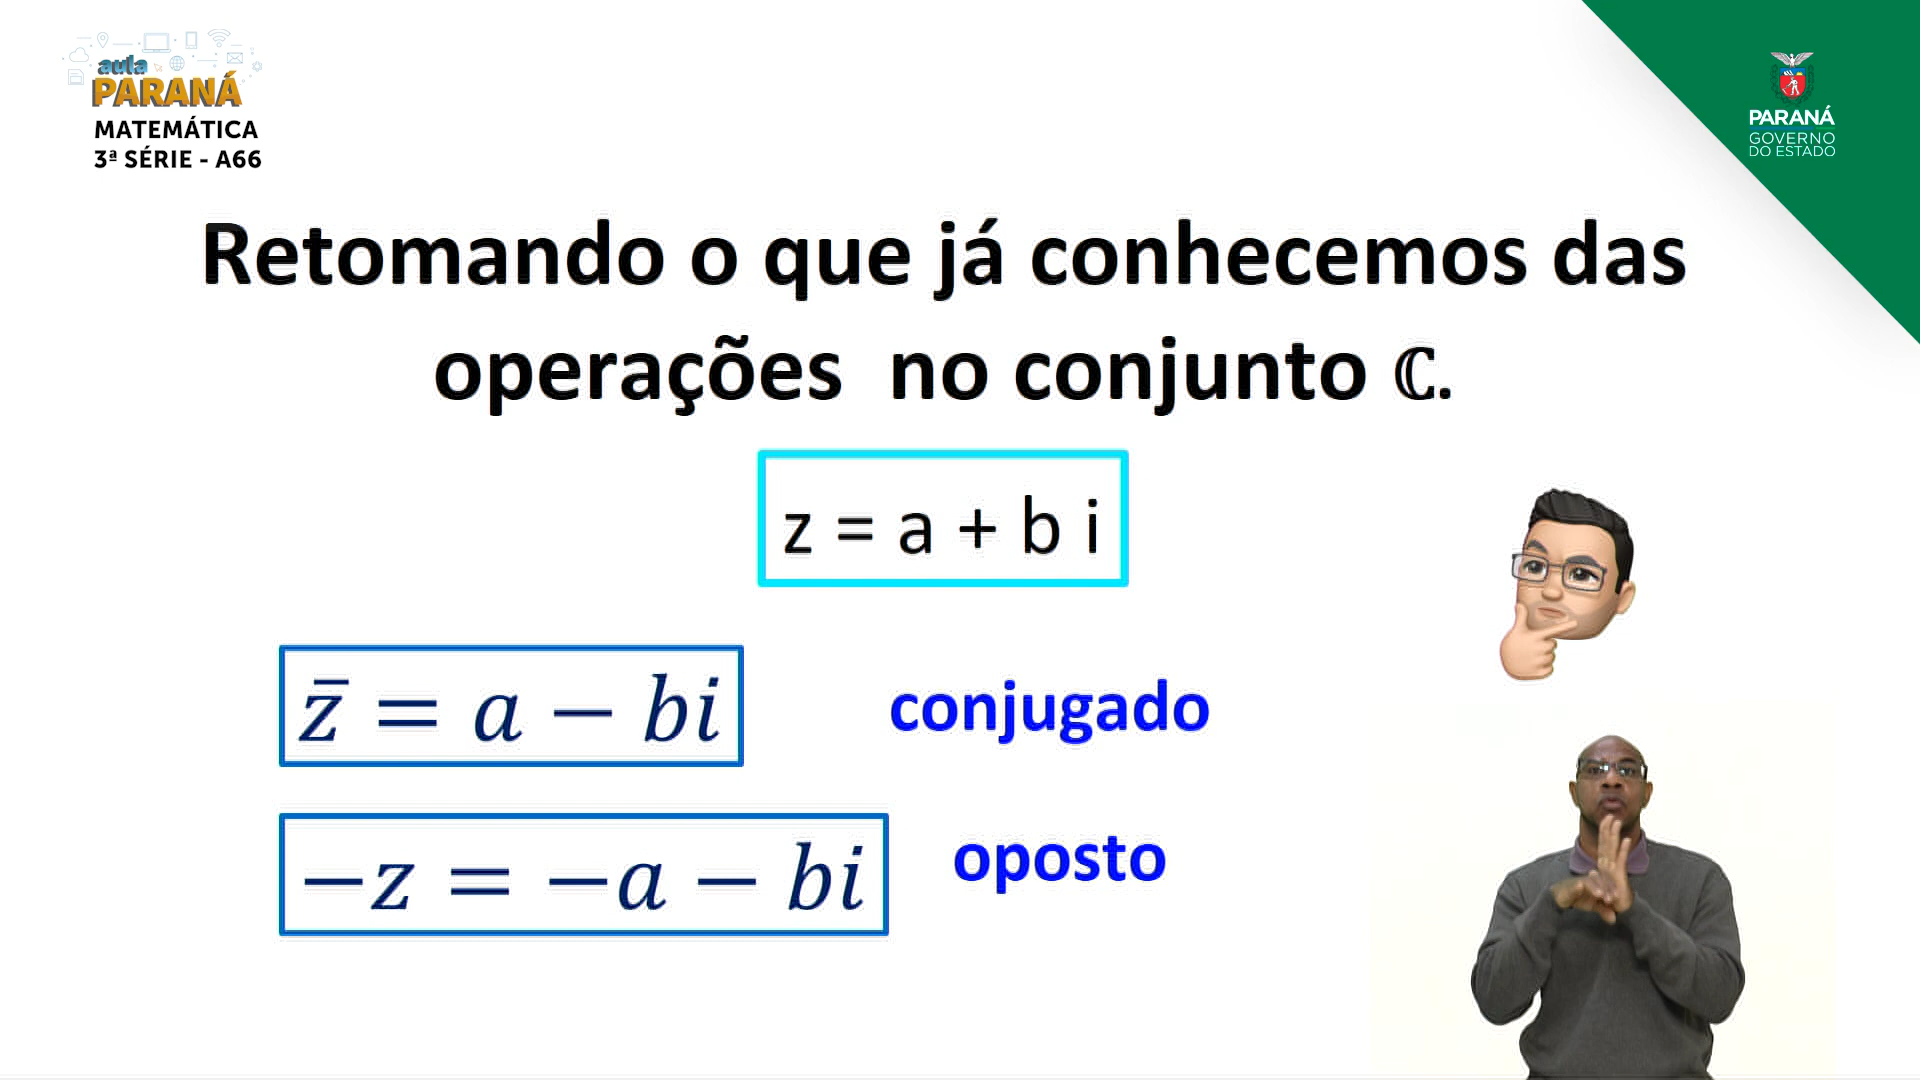 aula
PARANÁ
MATEMÁTICA
3ª SÉRIE - A66
PARANÁ
GOVERNO
DO ESTADO
Retomando o que já conhecemos das
operações no conjunto ℂ.
z = a + b i
z̄ = a − bi
conjugado
−z = −a − bi
oposto